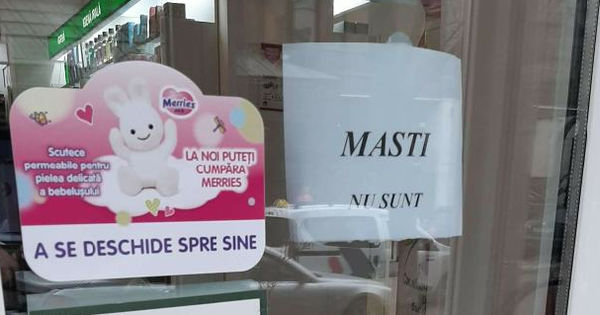 Merries
Scutece
permeabile pentru
pielea delicată
a bebelușului
LA NOI PUTEȚI
CUMPĂRA
MERRIES
A SE DESCHIDE SPRE SINE
MASTI
NU SUNT